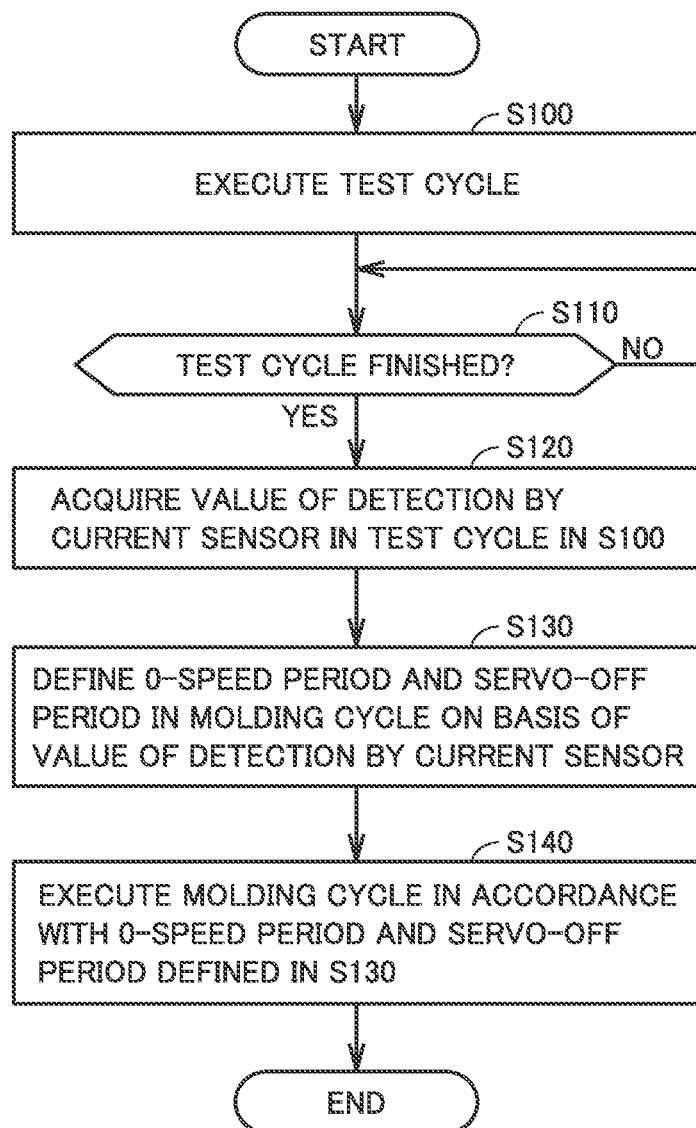 START
S100
EXECUTE TEST CYCLE
S110
TEST CYCLE FINISHED?
NO
YES
S120
ACQUIRE VALUE OF DETECTION BY
CURRENT SENSOR IN TEST CYCLE IN S100
S130
DEFINE 0-SPEED PERIOD AND SERVO-OFF
PERIOD IN MOLDING CYCLE ON BASIS OF
VALUE OF DETECTION BY CURRENT SENSOR
S140
EXECUTE MOLDING CYCLE IN ACCORDANCE
WITH 0-SPEED PERIOD AND SERVO-OFF
PERIOD DEFINED IN S130
END